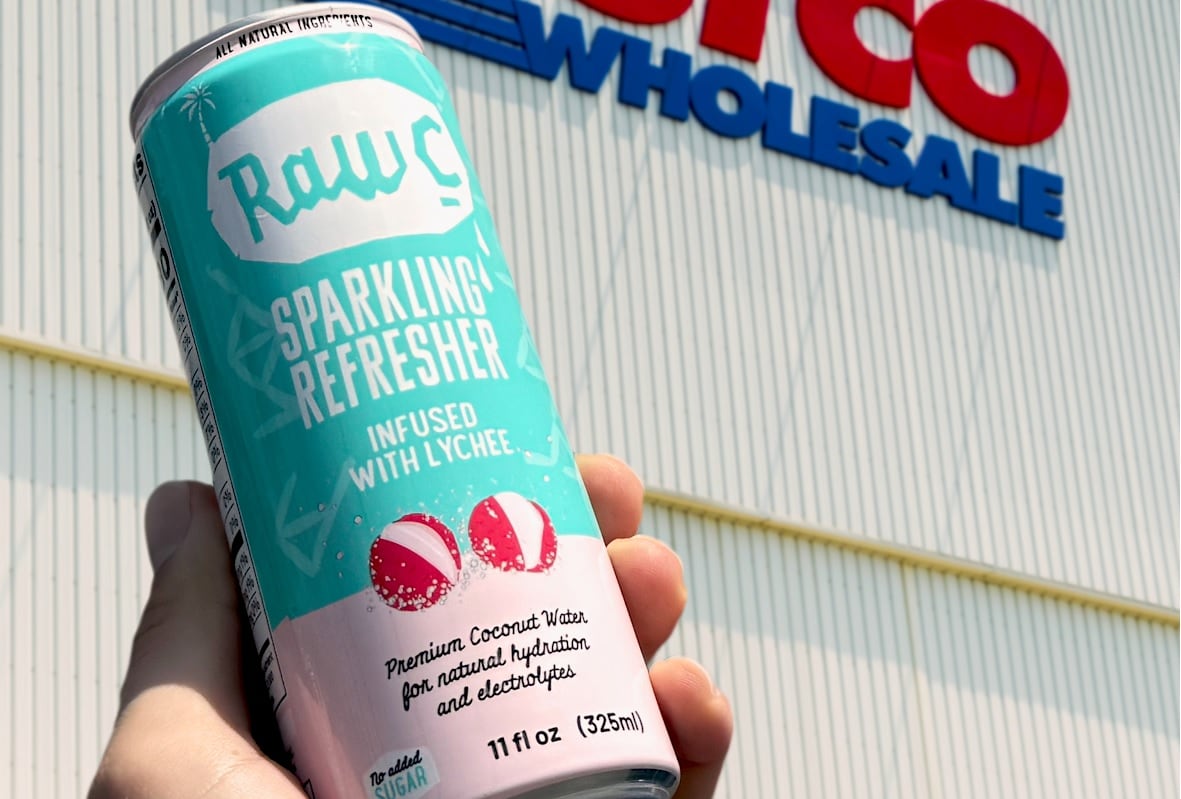 ALL NATURAL INGREDIENTS
Raw C
SPARKLING
REFRESHER
INFUSED
WITH LYCHEE
Premium Coconut Water
for natural hydration
and electrolytes
11 fl oz (325ml)
No added
SUGAR
WHOLESALE